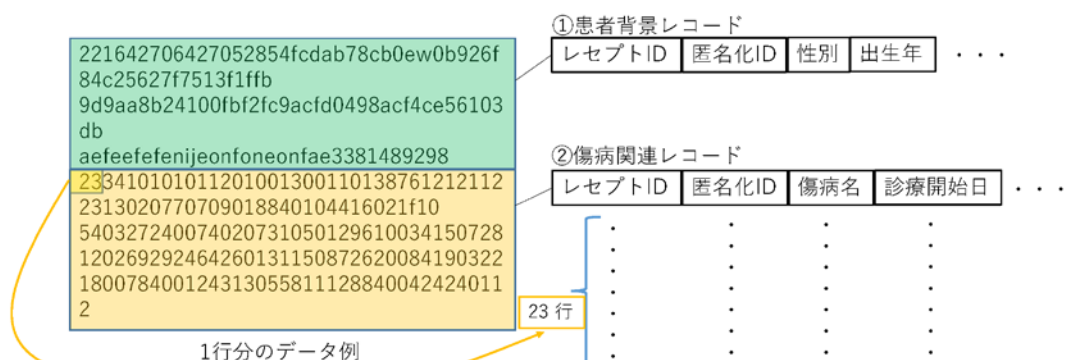 ①患者背景レコード
レセプトID 匿名化ID 性別 出生年 ・・・
221642706427052854fcdab78cb0ew0b926f
84c25627f7513f1ffb
9d9aa8b24100fbf2fc9acfd0498acf4ce56103
db
aefeefefenijeonfoneonfae3381489298
②傷病関連レコード
レセプトID 匿名化ID 傷病名 診療開始日 ・・・
2334101010112010013001101387612121​12
231302077070901884010441602​1f10
540327240074020731050129610034150728
120269292464260131150872620084190322
180078400124313055811128840042424011
2
23 行
1行分のデータ例